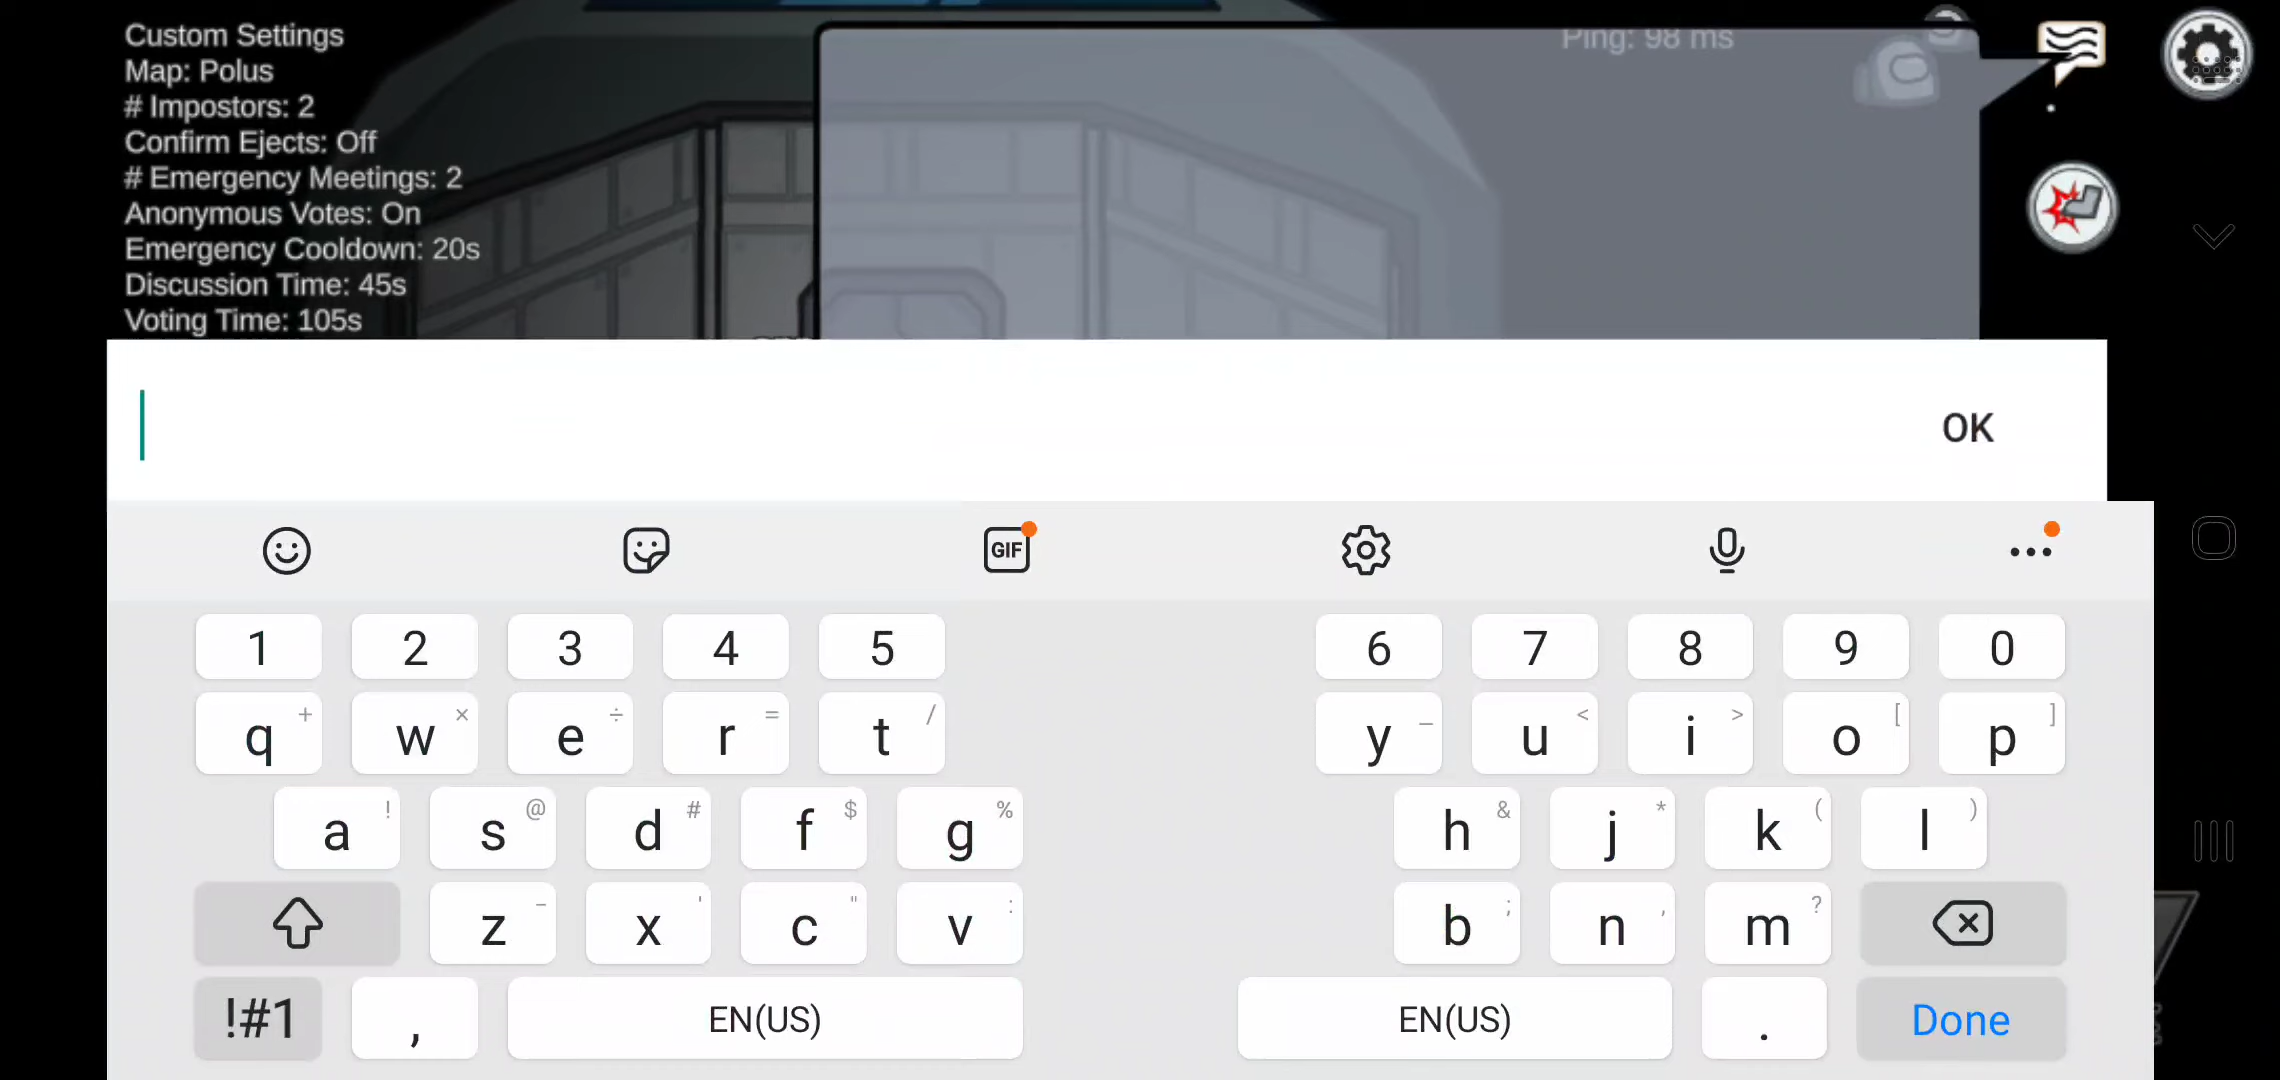 Custom Settings
Map: Polus
# Impostors: 2
Confirm Ejects: Off
# Emergency Meetings: 2
Anonymous Votes: On
Emergency Cooldown: 20s
Discussion Time: 45s
Voting Time: 105s
Ping: 98 ms
OK
GIF
1 2 3 4 5 6 7 8 9 0
q + w × e ÷ r = t / y _ u < i > o [ p ]
a ! s @ d # f $ g % h & j * k ( l )
z - x ' c " v : b ; n , m ?
!#1 , EN(US) EN(US) . Done